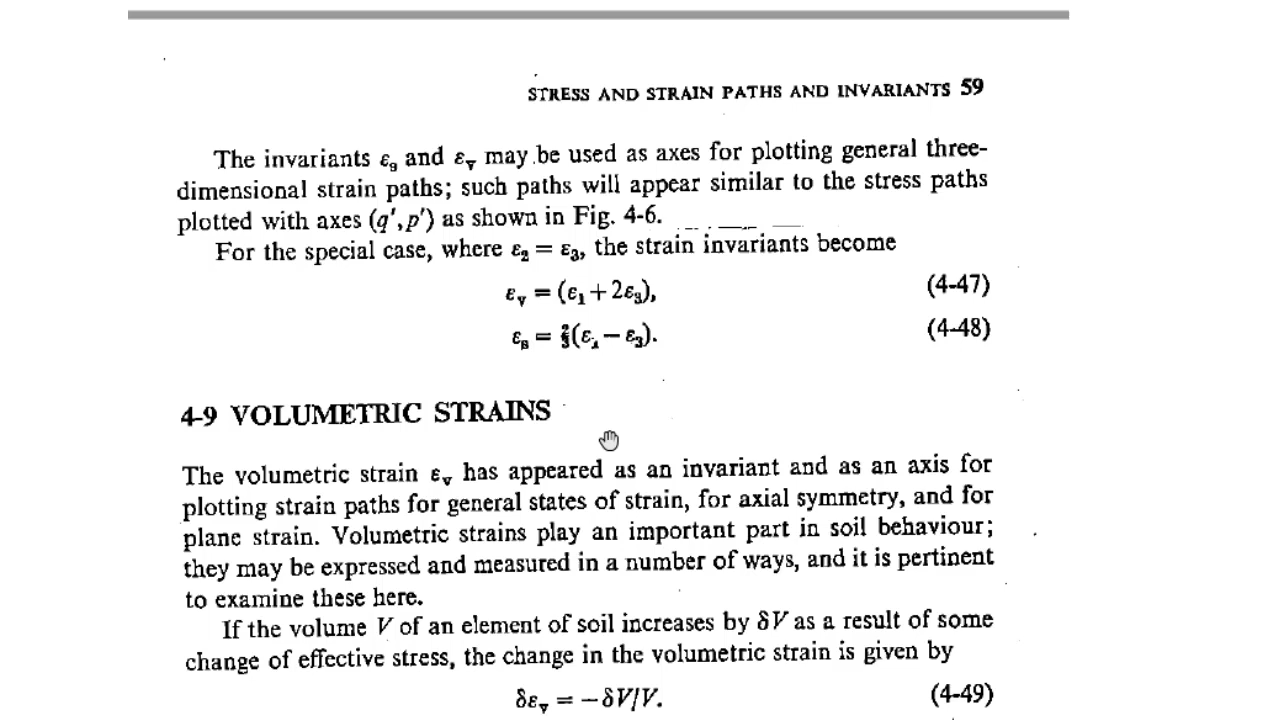 STRESS AND STRAIN PATHS AND INVARIANTS 59
The invariants εₛ and εᵥ may be used as axes for plotting general three-
dimensional strain paths; such paths will appear similar to the stress paths
plotted with axes (q′,p′) as shown in Fig. 4-6.
For the special case, where ε₂ = ε₃, the strain invariants become
εᵥ = (ε₁+2ε₃), (4-47)
εₛ = ⅔(ε₁−ε₃). (4-48)
4-9 VOLUMETRIC STRAINS
The volumetric strain εᵥ has appeared as an invariant and as an axis for
plotting strain paths for general states of strain, for axial symmetry, and for
plane strain. Volumetric strains play an important part in soil behaviour;
they may be expressed and measured in a number of ways, and it is pertinent
to examine these here.
If the volume V of an element of soil increases by δV as a result of some
change of effective stress, the change in the volumetric strain is given by
δεᵥ = −δV/V. (4-49)